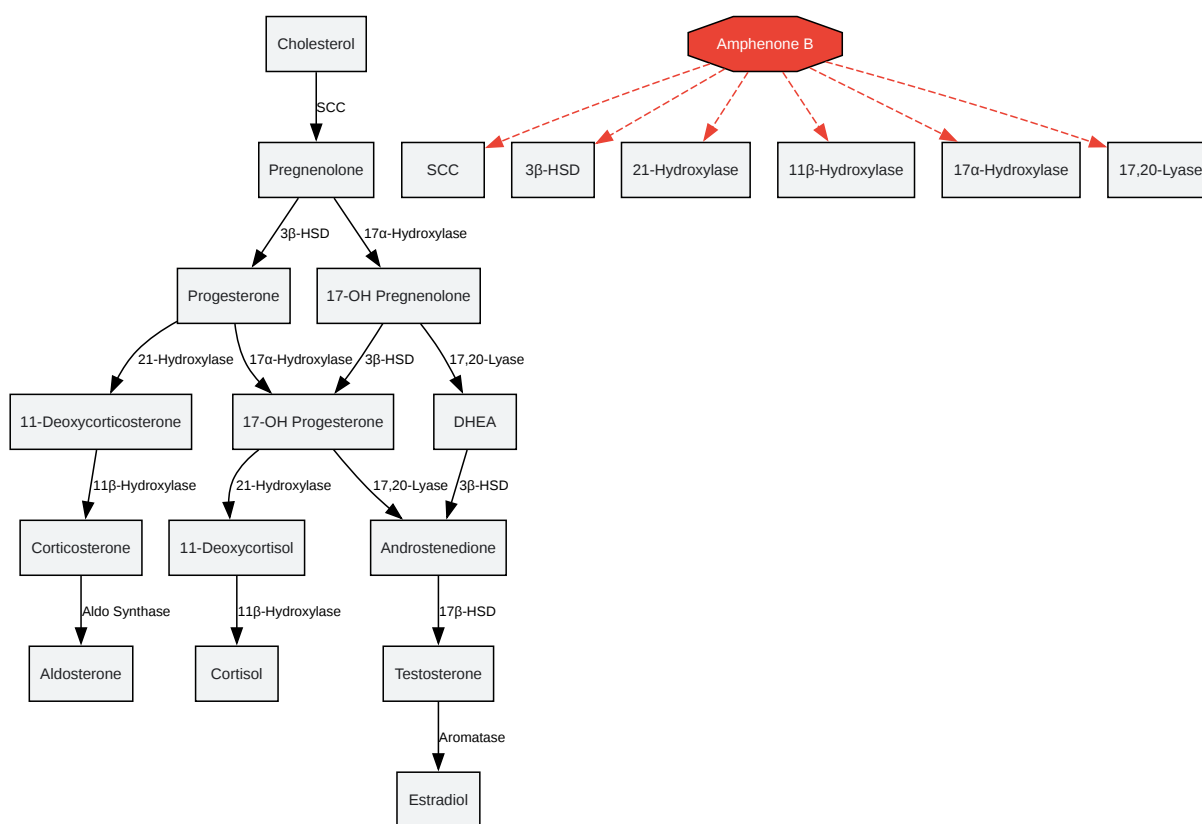 Cholesterol
Amphenone B
SCC
Pregnenolone
SCC
3β-HSD
21-Hydroxylase
11β-Hydroxylase
17α-Hydroxylase
17,20-Lyase
3β-HSD
17α-Hydroxylase
Progesterone
17-OH Pregnenolone
21-Hydroxylase
17α-Hydroxylase
3β-HSD
17,20-Lyase
11-Deoxycorticosterone
17-OH Progesterone
DHEA
11β-Hydroxylase
21-Hydroxylase
17,20-Lyase
3β-HSD
Corticosterone
11-Deoxycortisol
Androstenedione
Aldo Synthase
11β-Hydroxylase
17β-HSD
Aldosterone
Cortisol
Testosterone
Aromatase
Estradiol